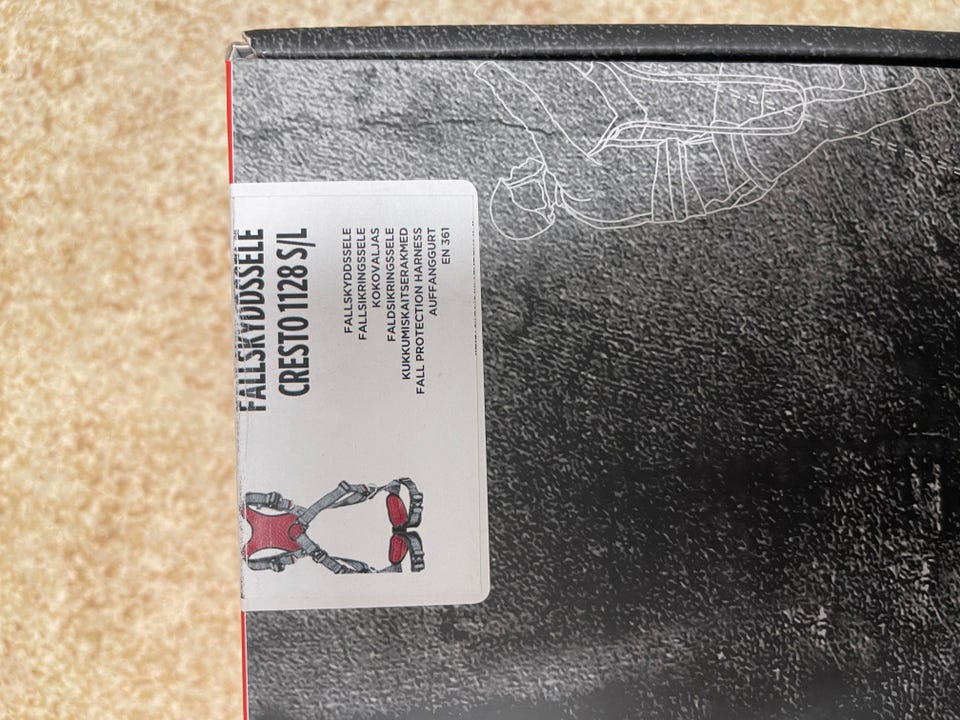 FALLSKYDDSSELE
CRESTO 1128 S/L
FALLSKYDDSSELE
FALLSIKRINGSSELE
KOKOVALJAS
FALDSIKRINGSSELE
KUKKUMISKAITSERAKMED
FALL PROTECTION HARNESS
AUFFANGGURT
EN 361